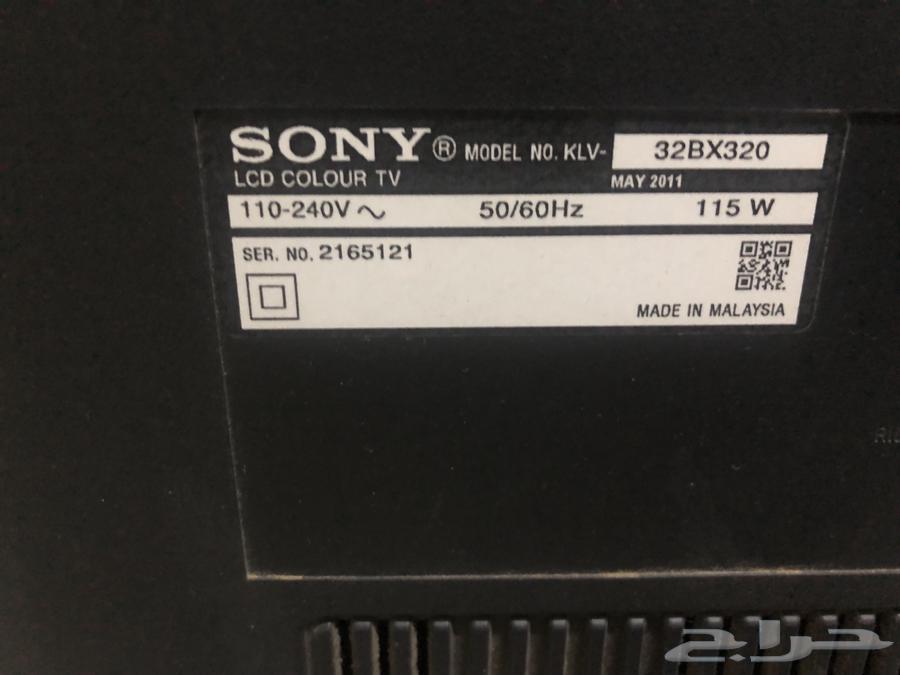 SONY® MODEL NO. KLV- 32BX320
LCD COLOUR TV MAY 2011
110-240V ~ 50/60Hz 115 W
SER. NO. 2165121
MADE IN MALAYSIA
حراج